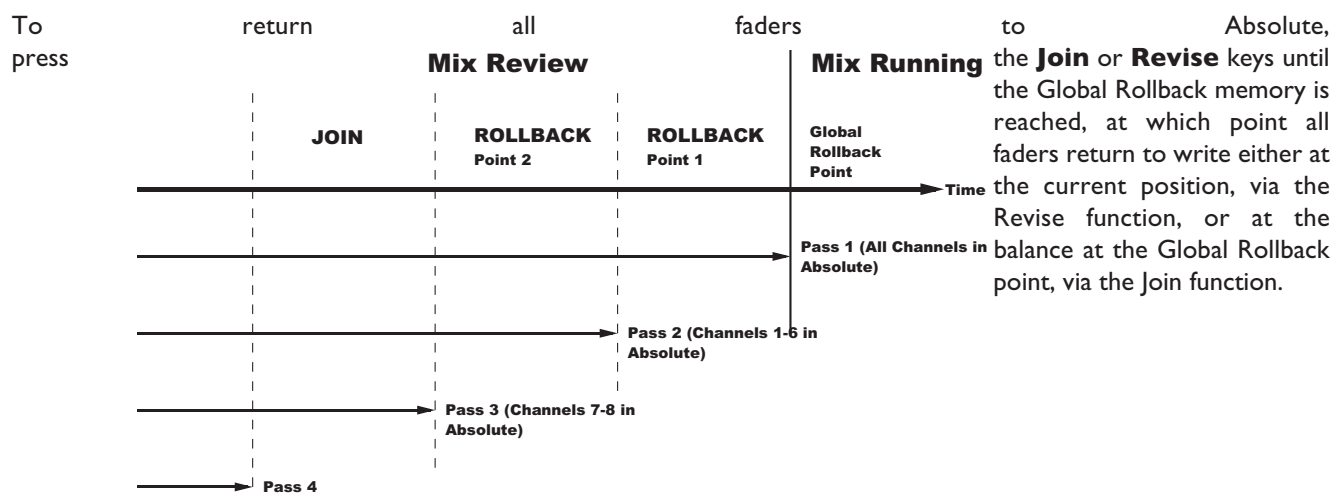 To return all faders to Absolute,
press the Join or Revise keys until
the Global Rollback memory is
reached, at which point all
faders return to write either at
the current position, via the
Revise function, or at the
balance at the Global Rollback
point, via the Join function.
Mix Review
Mix Running
JOIN
ROLLBACK
Point 2
ROLLBACK
Point 1
Global
Rollback
Point
Time
Pass 1 (All Channels in
Absolute)
Pass 2 (Channels 1-6 in
Absolute)
Pass 3 (Channels 7-8 in
Absolute)
Pass 4